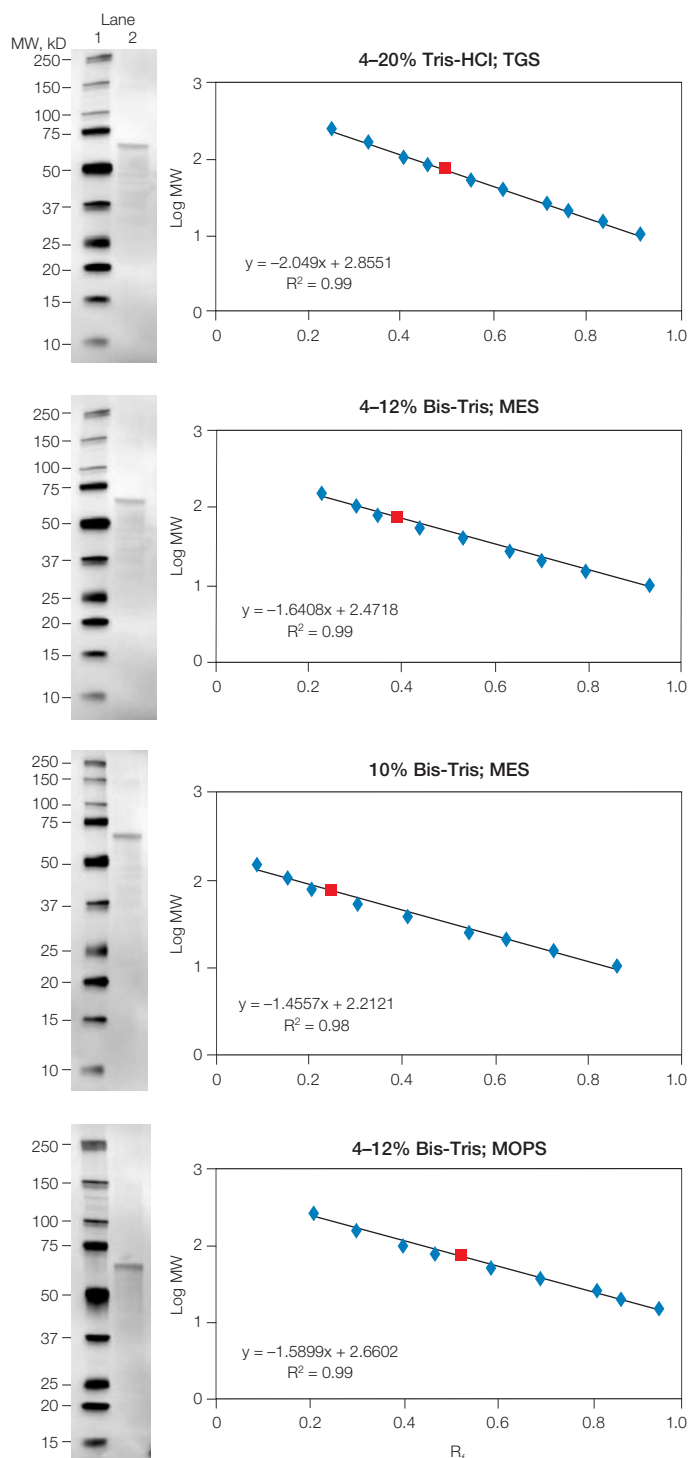 Lane
MW, kD 1 2
250
150
100
75
50
37
25
20
15
10
4–20% Tris-HCl; TGS
3
2
1
0
Log MW
y = –2.049x + 2.8551
R² = 0.99
0 0.2 0.4 0.6 0.8 1.0
250
150
100
75
50
37
25
20
15
10
4–12% Bis-Tris; MES
3
2
1
0
Log MW
y = –1.6408x + 2.4718
R² = 0.99
0 0.2 0.4 0.6 0.8 1.0
250
150
100
75
50
37
25
20
15
10
10% Bis-Tris; MES
3
2
1
0
Log MW
y = –1.4557x + 2.2121
R² = 0.98
0 0.2 0.4 0.6 0.8 1.0
250
150
100
75
50
37
25
20
15
4–12% Bis-Tris; MOPS
3
2
1
0
Log MW
y = –1.5899x + 2.6602
R² = 0.99
0 0.2 0.4 0.6 0.8 1.0